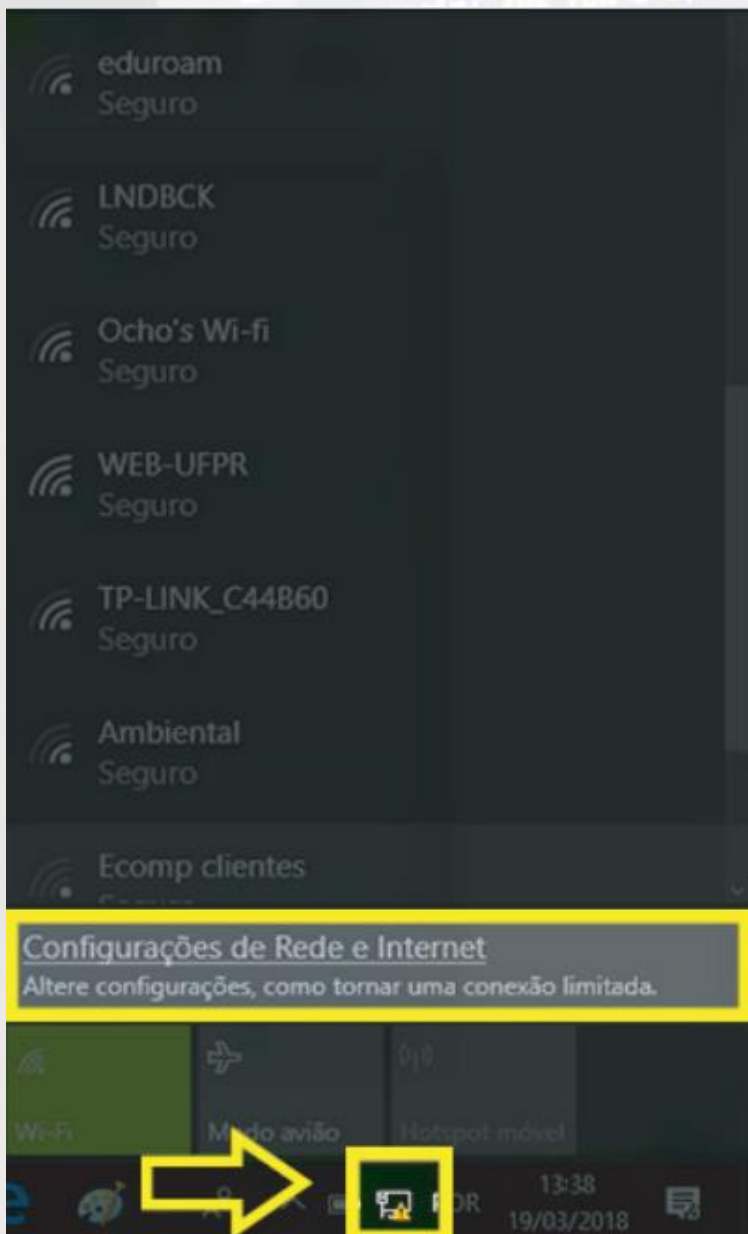 eduroam
Seguro
LNDBCK
Seguro
Ocho's Wi-fi
Seguro
WEB-UFPR
Seguro
TP-LINK_C44B60
Seguro
Ambiental
Seguro
Ecomp clientes
Configurações de Rede e Internet
Altere configurações, como tornar uma conexão limitada.
Wi-Fi
Modo avião
Hotspot móvel
13:38
19/03/2018